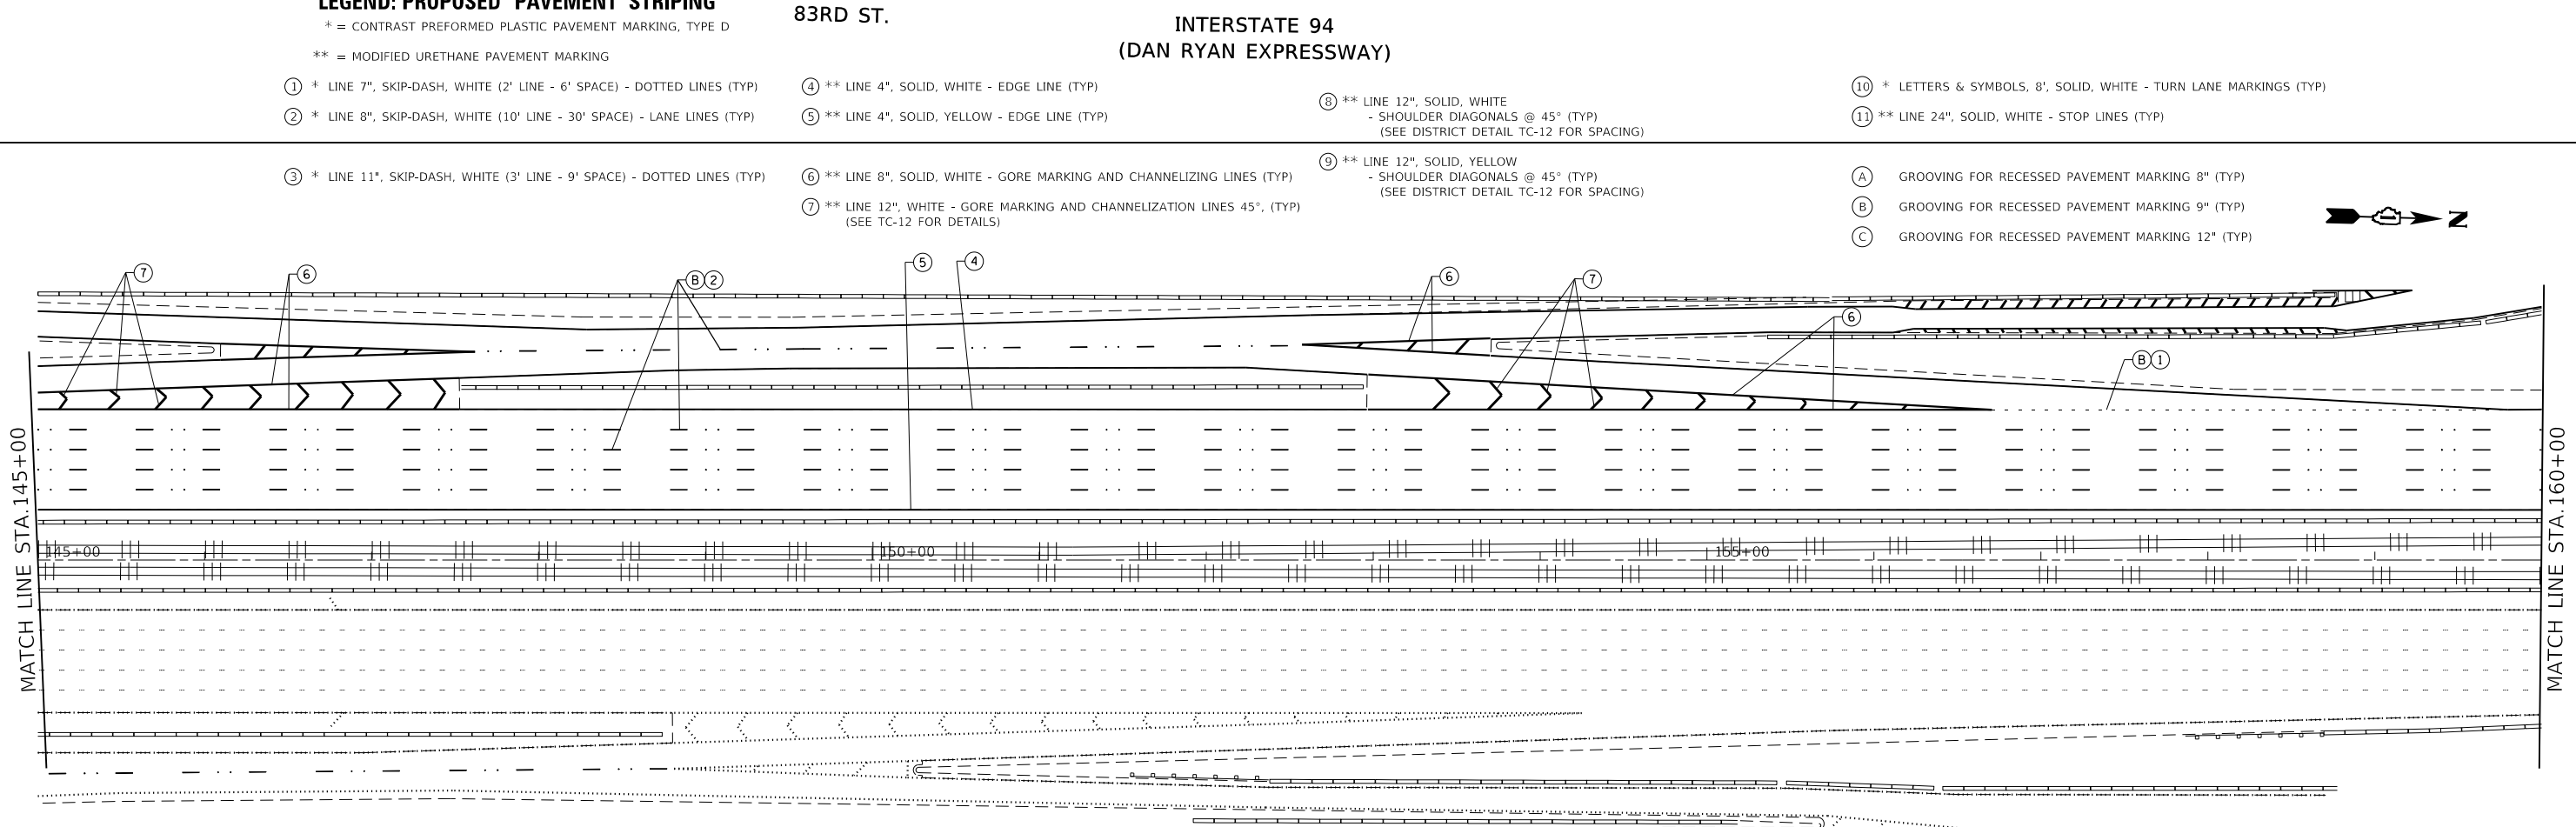 LEGEND: PROPOSED PAVEMENT STRIPING
* = CONTRAST PREFORMED PLASTIC PAVEMENT MARKING, TYPE D
** = MODIFIED URETHANE PAVEMENT MARKING
83RD ST.
INTERSTATE 94
(DAN RYAN EXPRESSWAY)
1 * LINE 7", SKIP-DASH, WHITE (2' LINE - 6' SPACE) - DOTTED LINES (TYP)
2 * LINE 8", SKIP-DASH, WHITE (10' LINE - 30' SPACE) - LANE LINES (TYP)
3 * LINE 11", SKIP-DASH, WHITE (3' LINE - 9' SPACE) - DOTTED LINES (TYP)
4 ** LINE 4", SOLID, WHITE - EDGE LINE (TYP)
5 ** LINE 4", SOLID, YELLOW - EDGE LINE (TYP)
6 ** LINE 8", SOLID, WHITE - GORE MARKING AND CHANNELIZING LINES (TYP)
7 ** LINE 12", WHITE - GORE MARKING AND CHANNELIZATION LINES 45°, (TYP)
(SEE TC-12 FOR DETAILS)
8 ** LINE 12", SOLID, WHITE
- SHOULDER DIAGONALS @ 45° (TYP)
(SEE DISTRICT DETAIL TC-12 FOR SPACING)
9 ** LINE 12", SOLID, YELLOW
- SHOULDER DIAGONALS @ 45° (TYP)
(SEE DISTRICT DETAIL TC-12 FOR SPACING)
10 * LETTERS & SYMBOLS, 8', SOLID, WHITE - TURN LANE MARKINGS (TYP)
11 ** LINE 24", SOLID, WHITE - STOP LINES (TYP)
A GROOVING FOR RECESSED PAVEMENT MARKING 8" (TYP)
B GROOVING FOR RECESSED PAVEMENT MARKING 9" (TYP)
C GROOVING FOR RECESSED PAVEMENT MARKING 12" (TYP)
N
7
6
B 2
5
4
6
7
6
B 1
MATCH LINE STA.145+00
145+00
150+00
155+00
MATCH LINE STA.160+00